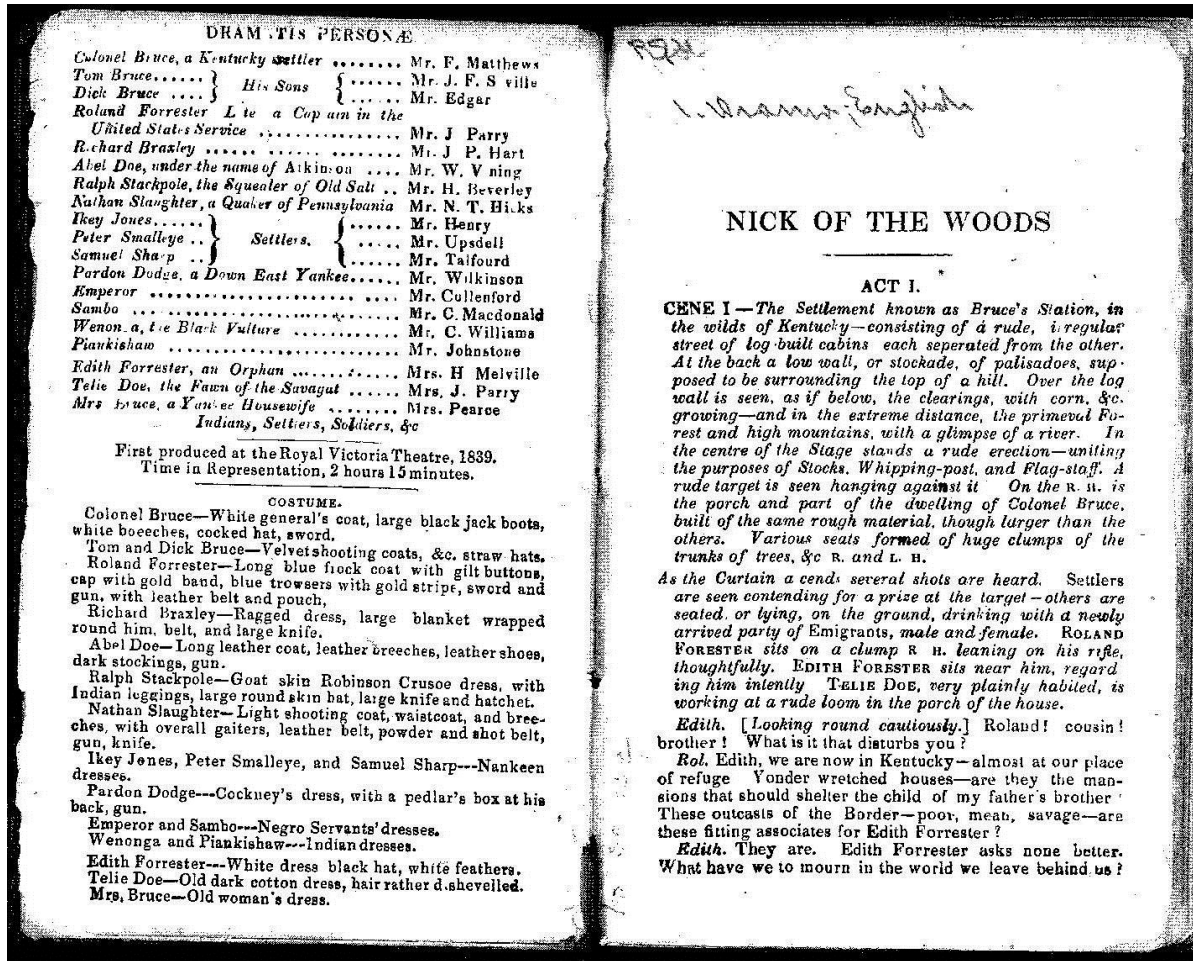 DRAM .TIS PERSONÆ
Colonel Bruce, a Kentucky settler ........ Mr. F. Matthews
Tom Bruce...... } His Sons { ...... Mr. J. F. S ville
Dick Bruce .... } { ...... Mr. Edgar
Roland Forrester L te a Cap ain in the
United States Service ................ Mr. J Parry
Richard Braxley ...... ...... ........ Mr. J P. Hart
Abel Doe, under the name of Atkinson .... Mr. W. V ning
Ralph Stackpole, the Squealer of Old Salt .. Mr. H. Beverley
Nathan Slaughter, a Quaker of Pennsylvania Mr. N. T. Hicks
Ikey Jones...... } { ...... Mr. Henry
Peter Smalleye .. } Settlers. { ..... Mr. Upsdell
Samuel Sharp .. } { ...... Mr. Talfourd
Pardon Dodge, a Down East Yankee...... Mr. Wilkinson
Emperor ............................ Mr. Cullenford
Sambo .............................. Mr. C. Macdonald
Wenon.a, t e Black Vulture ............ Mr. C. Williams
Piankishaw ........................ Mr. Johnstone
Edith Forrester, an Orphan ............ Mrs. H Melville
Telie Doe, the Fawn of the Savagat ...... Mrs. J. Parry
Mrs Bruce, a Yankee Housewife ........ Mrs. Pearce
Indians, Settlers, Soldiers, &c
First produced at the Royal Victoria Theatre, 1839.
Time in Representation, 2 hours 15 minutes.
COSTUME.
Colonel Bruce—White general's coat, large black jack boots,
white boeeches, cocked hat, sword.
Tom and Dick Bruce—Velvet shooting coats, &c. straw hats.
Roland Forrester—Long blue frock coat with gilt buttons,
cap with gold band, blue trowsers with gold stripe, sword and
gun, with leather belt and pouch,
Richard Braxley—Ragged dress, large blanket wrapped
round him, belt, and large knife.
Abel Doe—Long leather coat, leather breeches, leather shoes,
dark stockings, gun.
Ralph Stackpole—Goat skin Robinson Crusoe dress, with
Indian leggings, large round skin hat, large knife and hatchet.
Nathan Slaughter—Light shooting coat, waistcoat, and bree-
ches, with overall gaiters, leather belt, powder and shot belt,
gun, knife.
Ikey Jones, Peter Smalleye, and Samuel Sharp---Nankeen
dresses.
Pardon Dodge---Cockney's dress, with a pedlar's box at his
back, gun.
Emperor and Sambo---Negro Servants' dresses.
Wenonga and Piankishaw---Indian dresses.
Edith Forrester---White dress black hat, white feathers.
Telie Doe—Old dark cotton dress, hair rather d.shevelled.
Mrs. Bruce—Old woman's dress.
1. Drama, English
NICK OF THE WOODS
ACT I.
CENE I—The Settlement known as Bruce's Station, in
the wilds of Kentucky—consisting of a rude, irregular
street of log-built cabins each seperated from the other.
At the back a low wall, or stockade, of palisadoes, sup-
posed to be surrounding the top of a hill. Over the log
wall is seen, as if below, the clearings, with corn, &c.
growing—and in the extreme distance, the primeval Fo-
rest and high mountains, with a glimpse of a river. In
the centre of the Stage stands a rude erection—uniting
the purposes of Stocks, Whipping-post, and Flag-staff. A
rude target is seen hanging against it On the R. H. is
the porch and part of the dwelling of Colonel Bruce,
built of the same rough material, though larger than the
others. Various seats formed of huge clumps of the
trunks of trees, &c R. and L. H.
As the Curtain a cends several shots are heard. Settlers
are seen contending for a prize at the target—others are
seated, or lying, on the ground, drinking with a newly
arrived party of Emigrants, male and female. ROLAND
FORESTER sits on a clump R H. leaning on his rifle,
thoughtfully. EDITH FORESTER sits near him, regard
ing him intently TELIE DOE, very plainly habited, is
working at a rude loom in the porch of the house.
Edith. [Looking round cautiously.] Roland! cousin!
brother! What is it that disturbs you?
Rol. Edith, we are now in Kentucky—almost at our place
of refuge Yonder wretched houses—are they the man-
sions that should shelter the child of my father's brother
These outcasts of the Border—poor, mean, savage—are
these fitting associates for Edith Forrester?
Edith. They are. Edith Forrester asks none better.
What have we to mourn in the world we leave behind us?